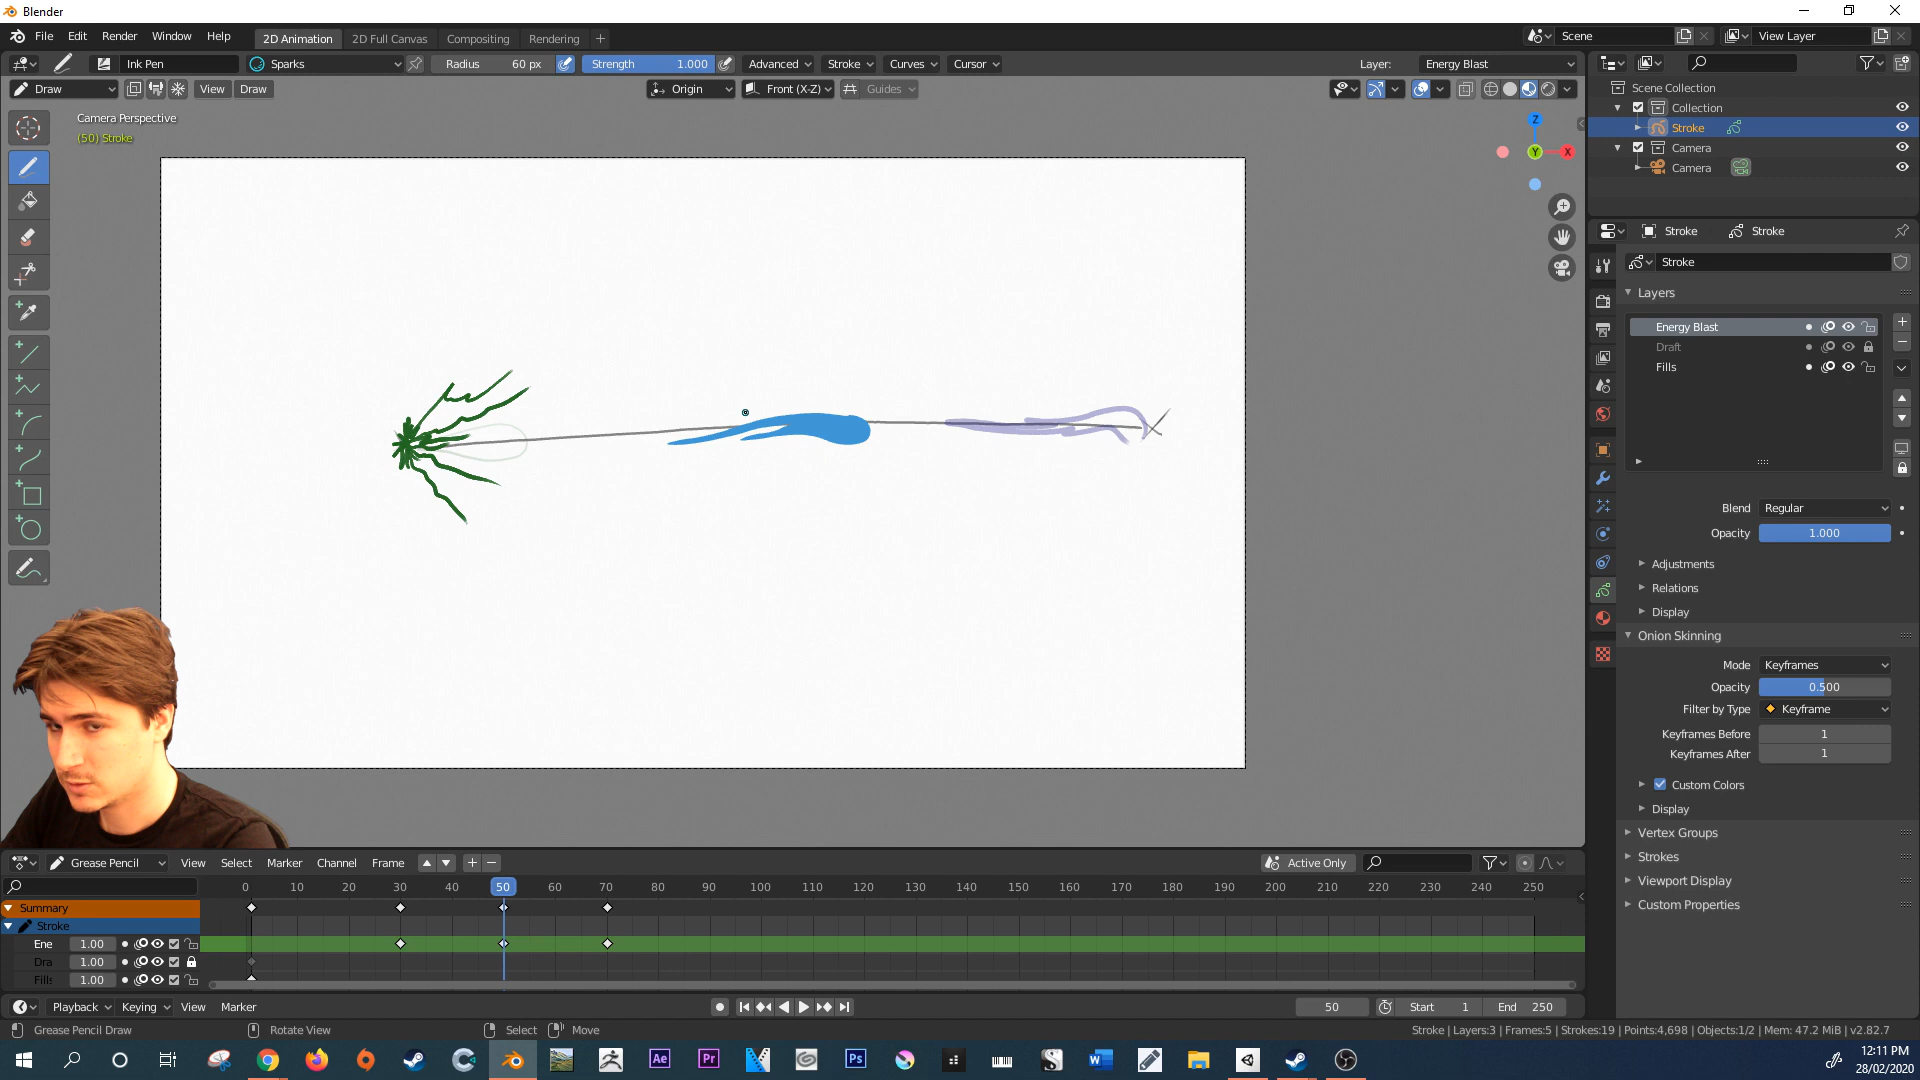 Blender
File Edit Render Window Help 2D Animation 2D Full Canvas Compositing Rendering + Scene View Layer
Ink Pen Sparks Radius 60 px Strength 1.000 Advanced Stroke Curves Cursor Layer: Energy Blast
Draw View Draw Origin Front (X-Z) Guides
Scene Collection
Collection
Stroke
Camera
Camera
Camera Perspective
(50) Stroke
Z
Y
X
Stroke Stroke
Stroke
Layers
Energy Blast
Draft
Fills
Blend Regular
Opacity 1.000
Adjustments
Relations
Display
Onion Skinning
Mode Keyframes
Opacity 0.500
Filter by Type Keyframe
Keyframes Before 1
Keyframes After 1
Custom Colors
Display
Vertex Groups
Strokes
Viewport Display
Custom Properties
Grease Pencil View Select Marker Channel Frame Active Only
0 10 20 30 40 50 60 70 80 90 100 110 120 130 140 150 160 170 180 190 200 210 220 230 240 250
Summary
Stroke
Ene 1.00
Dra 1.00
Fills 1.00
Playback Keying View Marker 50 Start 1 End 250
Grease Pencil Draw Rotate View Select Move Stroke | Layers:3 | Frames:5 | Strokes:19 | Points:4,698 | Objects:1/2 | Mem: 47.2 MiB | v2.82.7
Ae Pr Ps
12:11 PM
28/02/2020